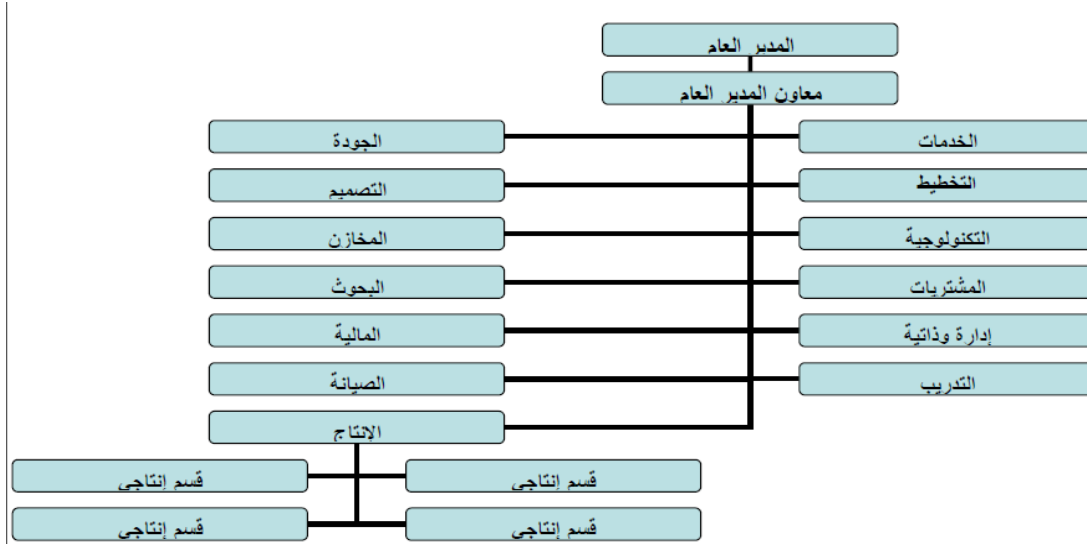 المدير العام
معاون المدير العام
الخدمات
الجودة
التخطيط
التصميم
التكنولوجية
المخازن
المشتريات
البحوث
إدارة وذاتية
المالية
التدريب
الصيانة
الإنتاج
قسم إنتاجي
قسم إنتاجي
قسم إنتاجي
قسم إنتاجي